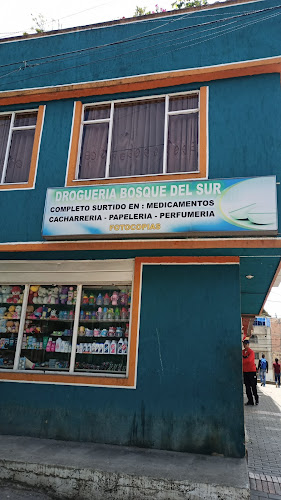 DROGUERIA BOSQUE DEL SUR
COMPLETO SURTIDO EN : MEDICAMENTOS
CACHARRERIA - PAPELERIA - PERFUMERIA
FOTOCOPIAS